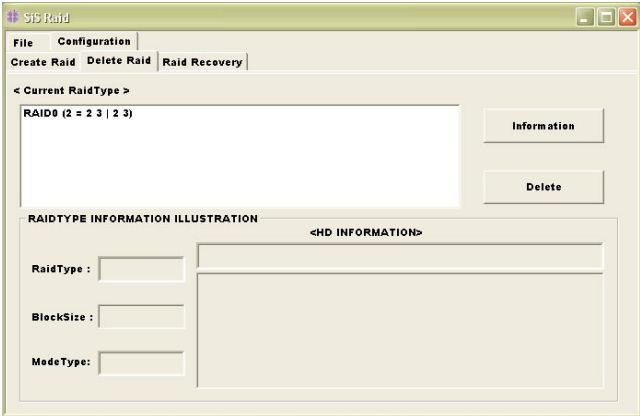 SiS Raid
File Configuration
Create Raid Delete Raid Raid Recovery
< Current RaidType >
RAID0 (2 = 2 3 | 2 3)
Information
Delete
RAIDTYPE INFORMATION ILLUSTRATION
<HD INFORMATION>
RaidType :
BlockSize :
ModeType: